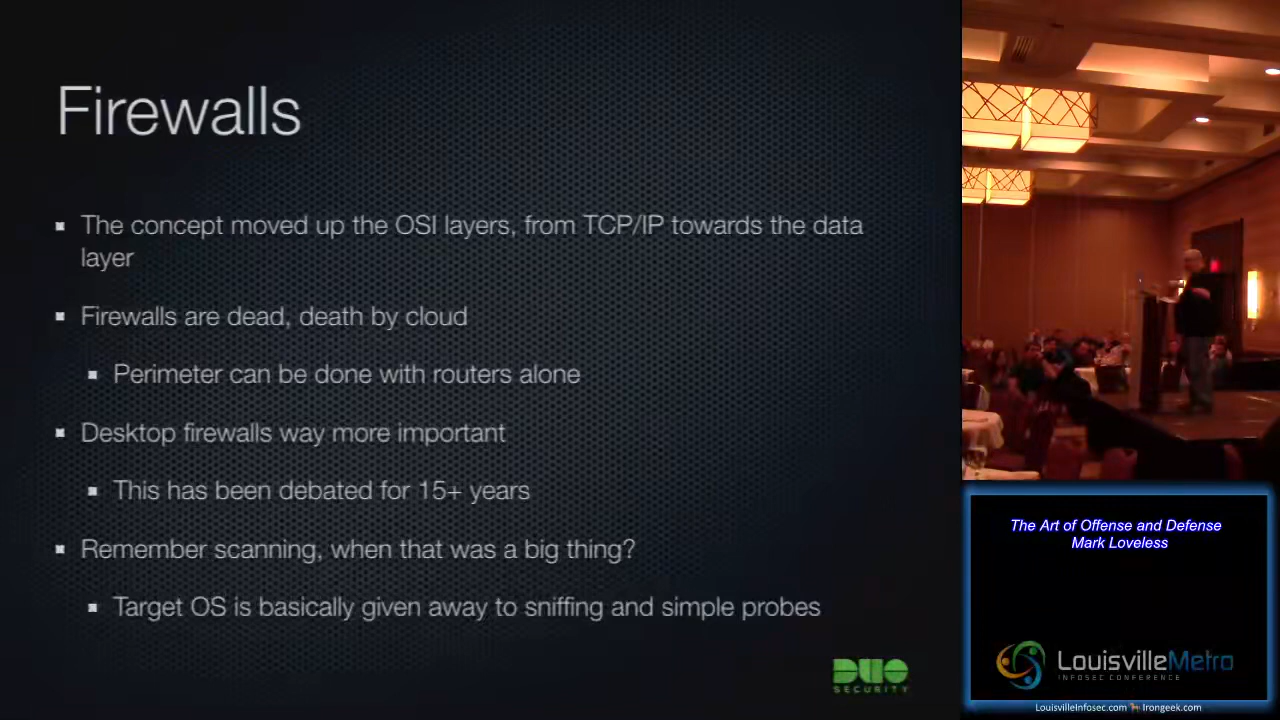 Firewalls
The concept moved up the OSI layers, from TCP/IP towards the data
layer
Firewalls are dead, death by cloud
Perimeter can be done with routers alone
Desktop firewalls way more important
This has been debated for 15+ years
Remember scanning, when that was a big thing?
Target OS is basically given away to sniffing and simple probes
DUO
SECURITY
The Art of Offense and Defense
Mark Loveless
LouisvilleMetro
INFOSEC CONFERENCE
LouisvilleInfosec.com Irongeek.com